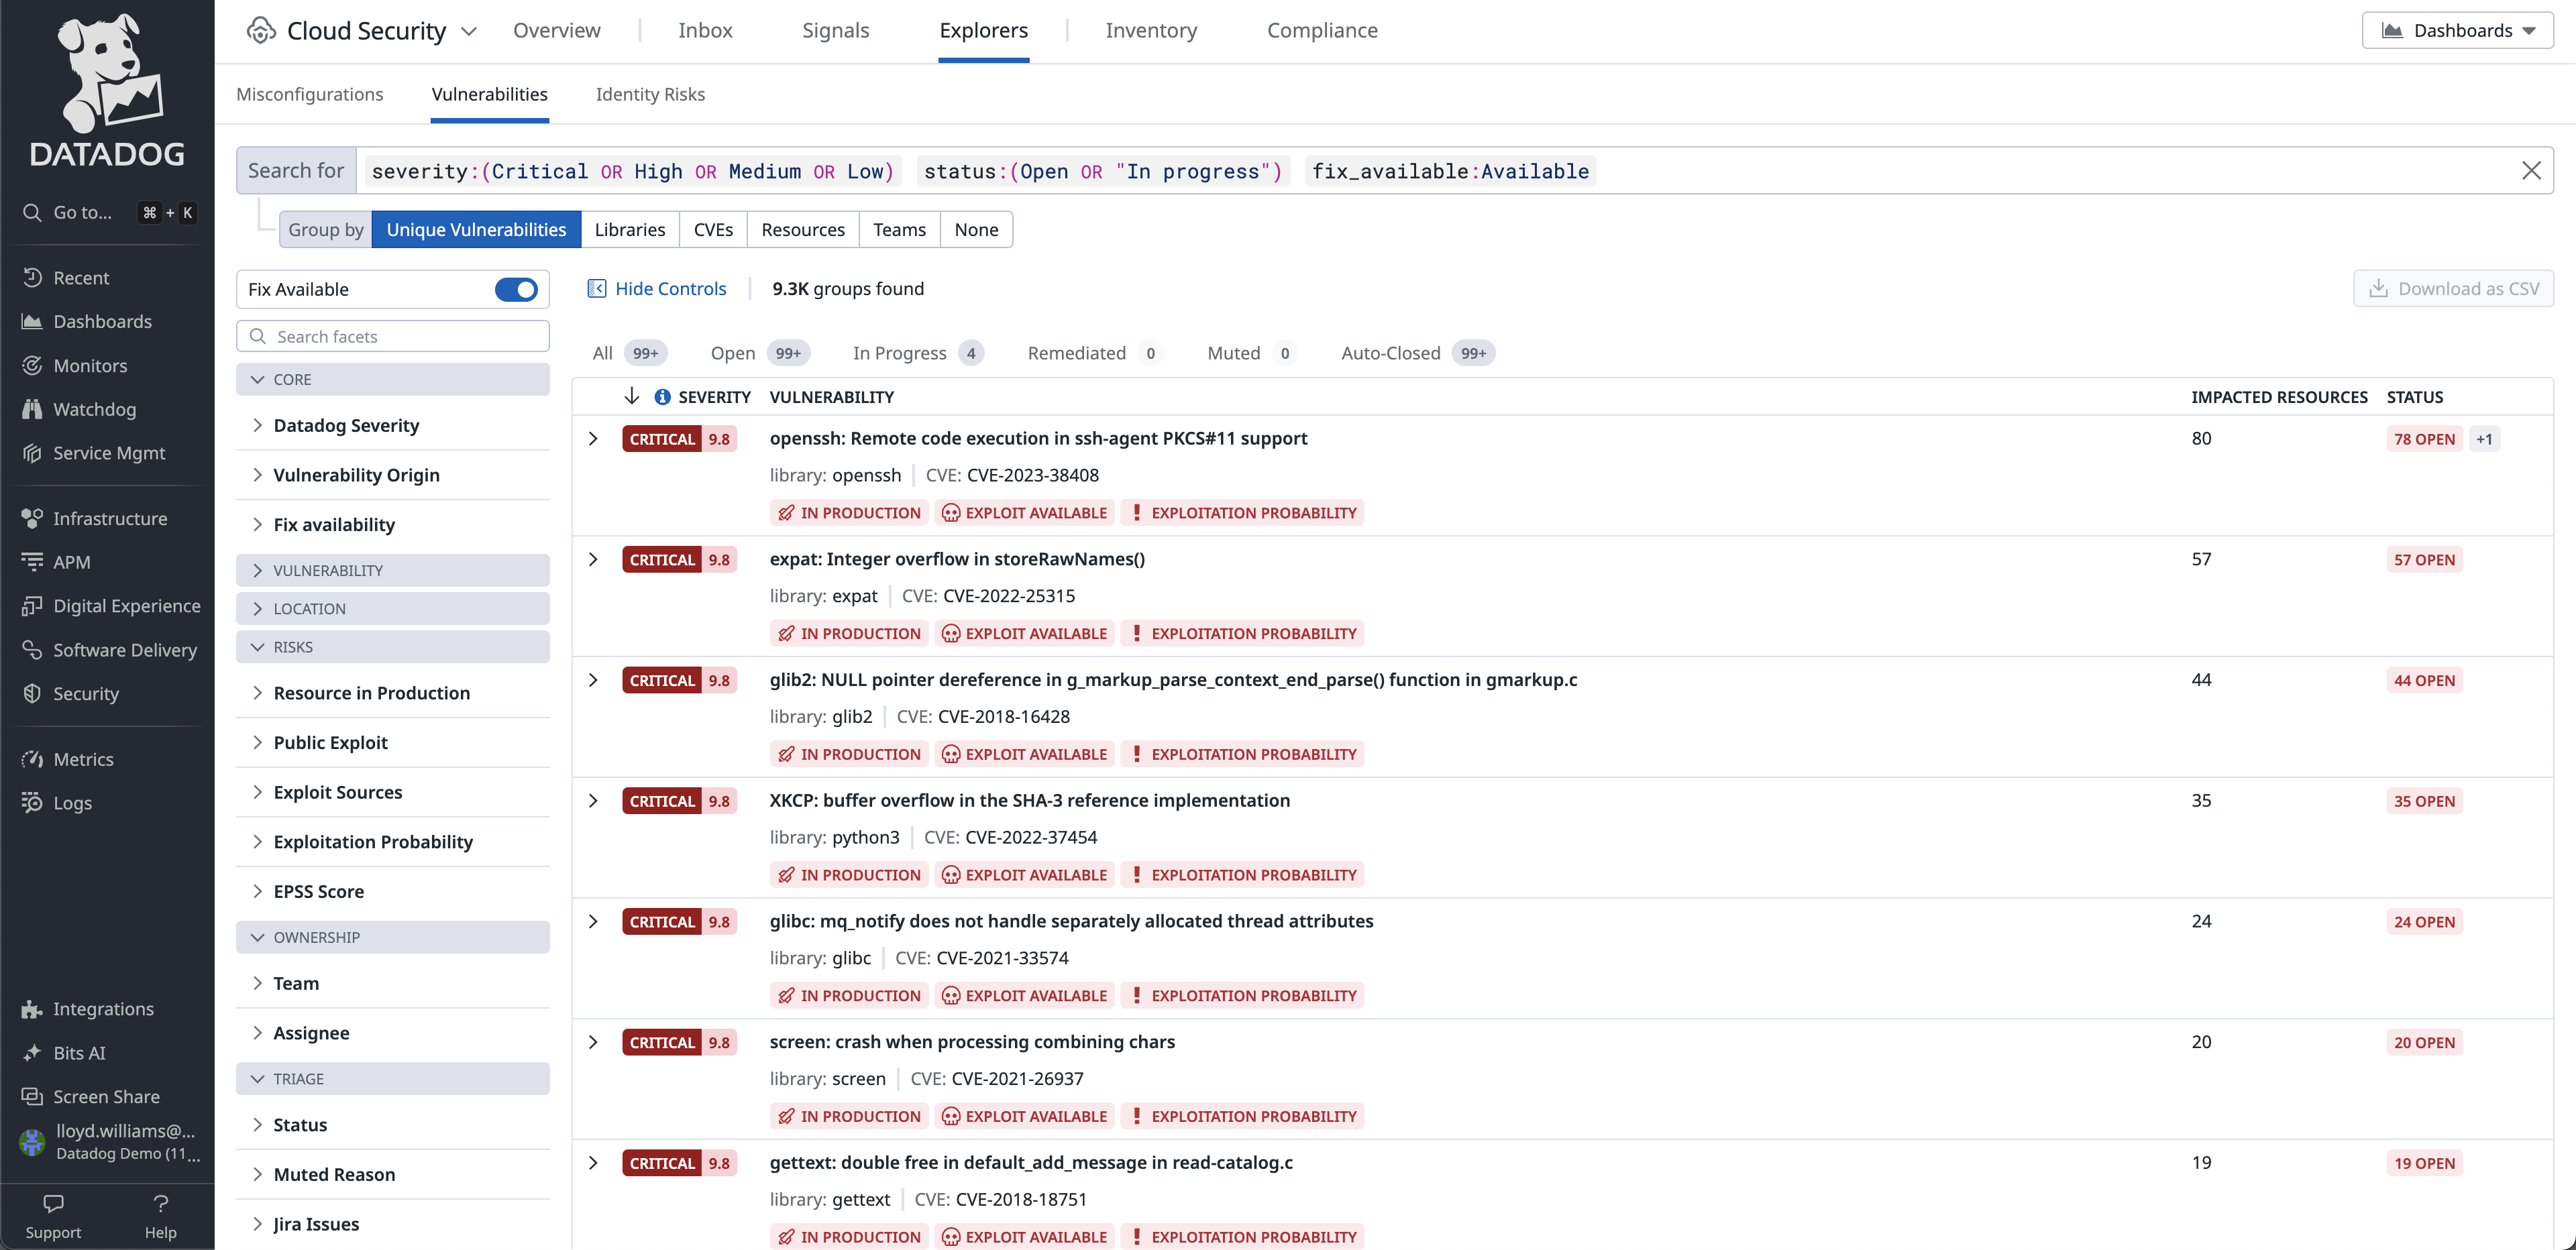 DATADOG
Go to... ⌘ + K
Recent
Dashboards
Monitors
Watchdog
Service Mgmt
Infrastructure
APM
Digital Experience
Software Delivery
Security
Metrics
Logs
Integrations
Bits AI
Screen Share
lloyd.williams@...
Datadog Demo (11...
Support Help
Cloud Security Overview Inbox Signals Explorers Inventory Compliance Dashboards
Misconfigurations Vulnerabilities Identity Risks
Search for severity:(Critical OR High OR Medium OR Low) status:(Open OR "In progress") fix_available:Available
Group by Unique Vulnerabilities Libraries CVEs Resources Teams None
Fix Available
Search facets
CORE
Datadog Severity
Vulnerability Origin
Fix availability
VULNERABILITY
LOCATION
RISKS
Resource in Production
Public Exploit
Exploit Sources
Exploitation Probability
EPSS Score
OWNERSHIP
Team
Assignee
TRIAGE
Status
Muted Reason
Jira Issues
Hide Controls 9.3K groups found Download as CSV
All 99+ Open 99+ In Progress 4 Remediated 0 Muted 0 Auto-Closed 99+
SEVERITY VULNERABILITY IMPACTED RESOURCES STATUS
CRITICAL 9.8 openssh: Remote code execution in ssh-agent PKCS#11 support 80 78 OPEN +1
library: openssh CVE: CVE-2023-38408
IN PRODUCTION EXPLOIT AVAILABLE EXPLOITATION PROBABILITY
CRITICAL 9.8 expat: Integer overflow in storeRawNames() 57 57 OPEN
library: expat CVE: CVE-2022-25315
IN PRODUCTION EXPLOIT AVAILABLE EXPLOITATION PROBABILITY
CRITICAL 9.8 glib2: NULL pointer dereference in g_markup_parse_context_end_parse() function in gmarkup.c 44 44 OPEN
library: glib2 CVE: CVE-2018-16428
IN PRODUCTION EXPLOIT AVAILABLE EXPLOITATION PROBABILITY
CRITICAL 9.8 XKCP: buffer overflow in the SHA-3 reference implementation 35 35 OPEN
library: python3 CVE: CVE-2022-37454
IN PRODUCTION EXPLOIT AVAILABLE EXPLOITATION PROBABILITY
CRITICAL 9.8 glibc: mq_notify does not handle separately allocated thread attributes 24 24 OPEN
library: glibc CVE: CVE-2021-33574
IN PRODUCTION EXPLOIT AVAILABLE EXPLOITATION PROBABILITY
CRITICAL 9.8 screen: crash when processing combining chars 20 20 OPEN
library: screen CVE: CVE-2021-26937
IN PRODUCTION EXPLOIT AVAILABLE EXPLOITATION PROBABILITY
CRITICAL 9.8 gettext: double free in default_add_message in read-catalog.c 19 19 OPEN
library: gettext CVE: CVE-2018-18751
IN PRODUCTION EXPLOIT AVAILABLE EXPLOITATION PROBABILITY